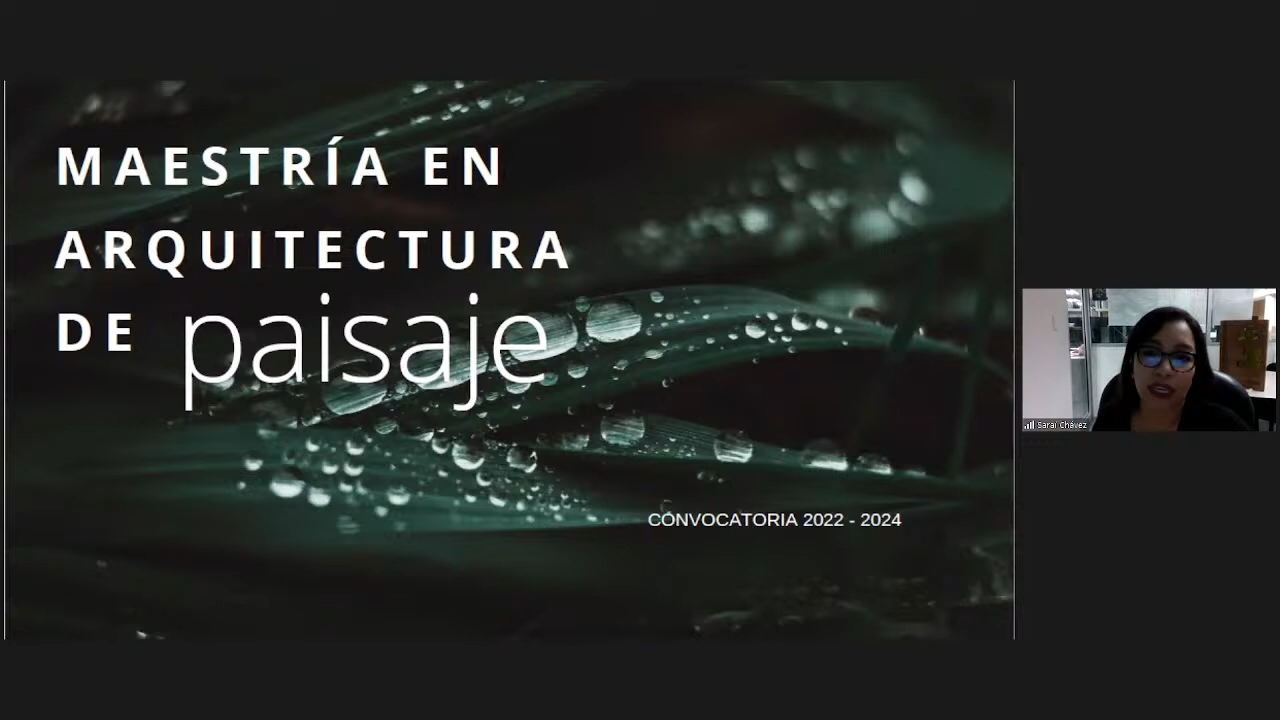 MAESTRÍA EN
ARQUITECTURA
DE paisaje
CONVOCATORIA 2022 - 2024
Sarai Chávez